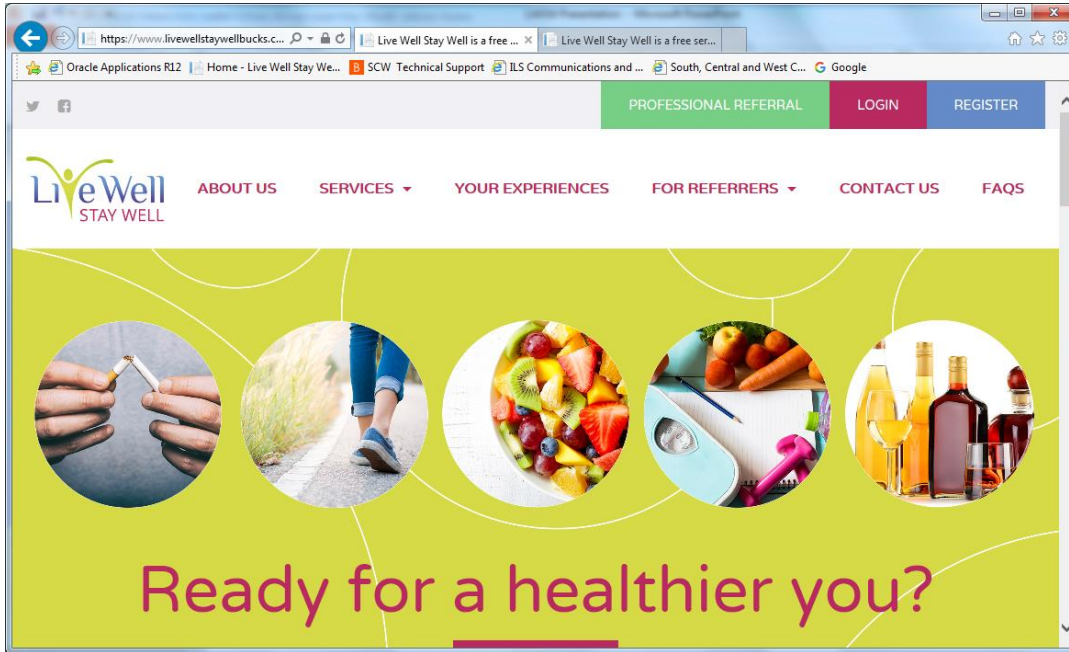 https://www.livewellstaywellbucks.c...
Live Well Stay Well is a free ...
Live Well Stay Well is a free ser...
Oracle Applications R12
Home - Live Well Stay We...
SCW Technical Support
ILS Communications and ...
South, Central and West C...
Google
PROFESSIONAL REFERRAL
LOGIN
REGISTER
Live Well
STAY WELL
ABOUT US
SERVICES
YOUR EXPERIENCES
FOR REFERRERS
CONTACT US
FAQS
Ready for a healthier you?